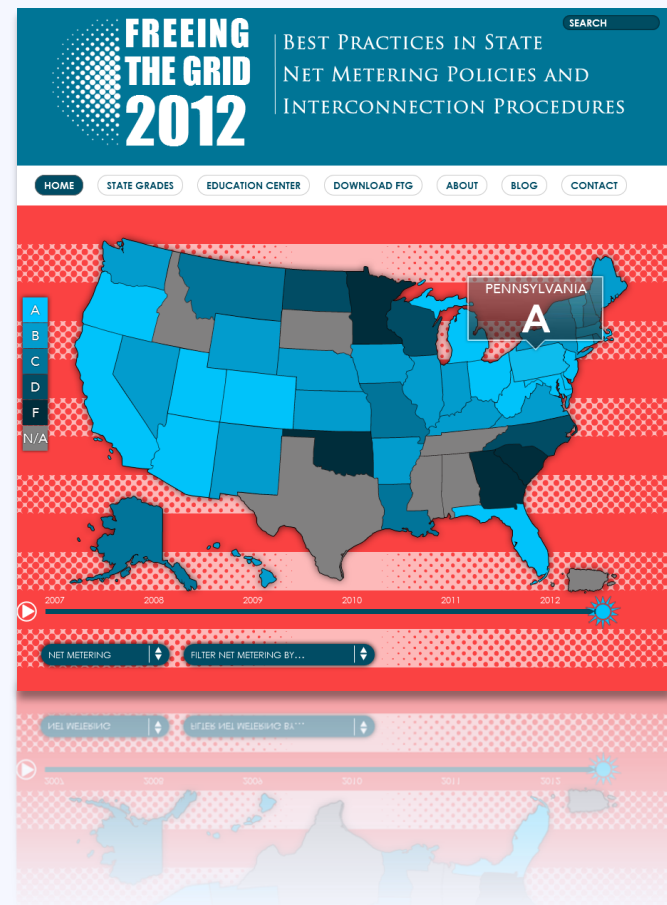 FREEING
THE GRID
2012
BEST PRACTICES IN STATE
NET METERING POLICIES AND
INTERCONNECTION PROCEDURES
SEARCH
HOME
STATE GRADES
EDUCATION CENTER
DOWNLOAD FTG
ABOUT
BLOG
CONTACT
PENNSYLVANIA
A
A
B
C
D
F
N/A
2007 2008 2009 2010 2011 2012
NET METERING
FILTER NET METERING BY...